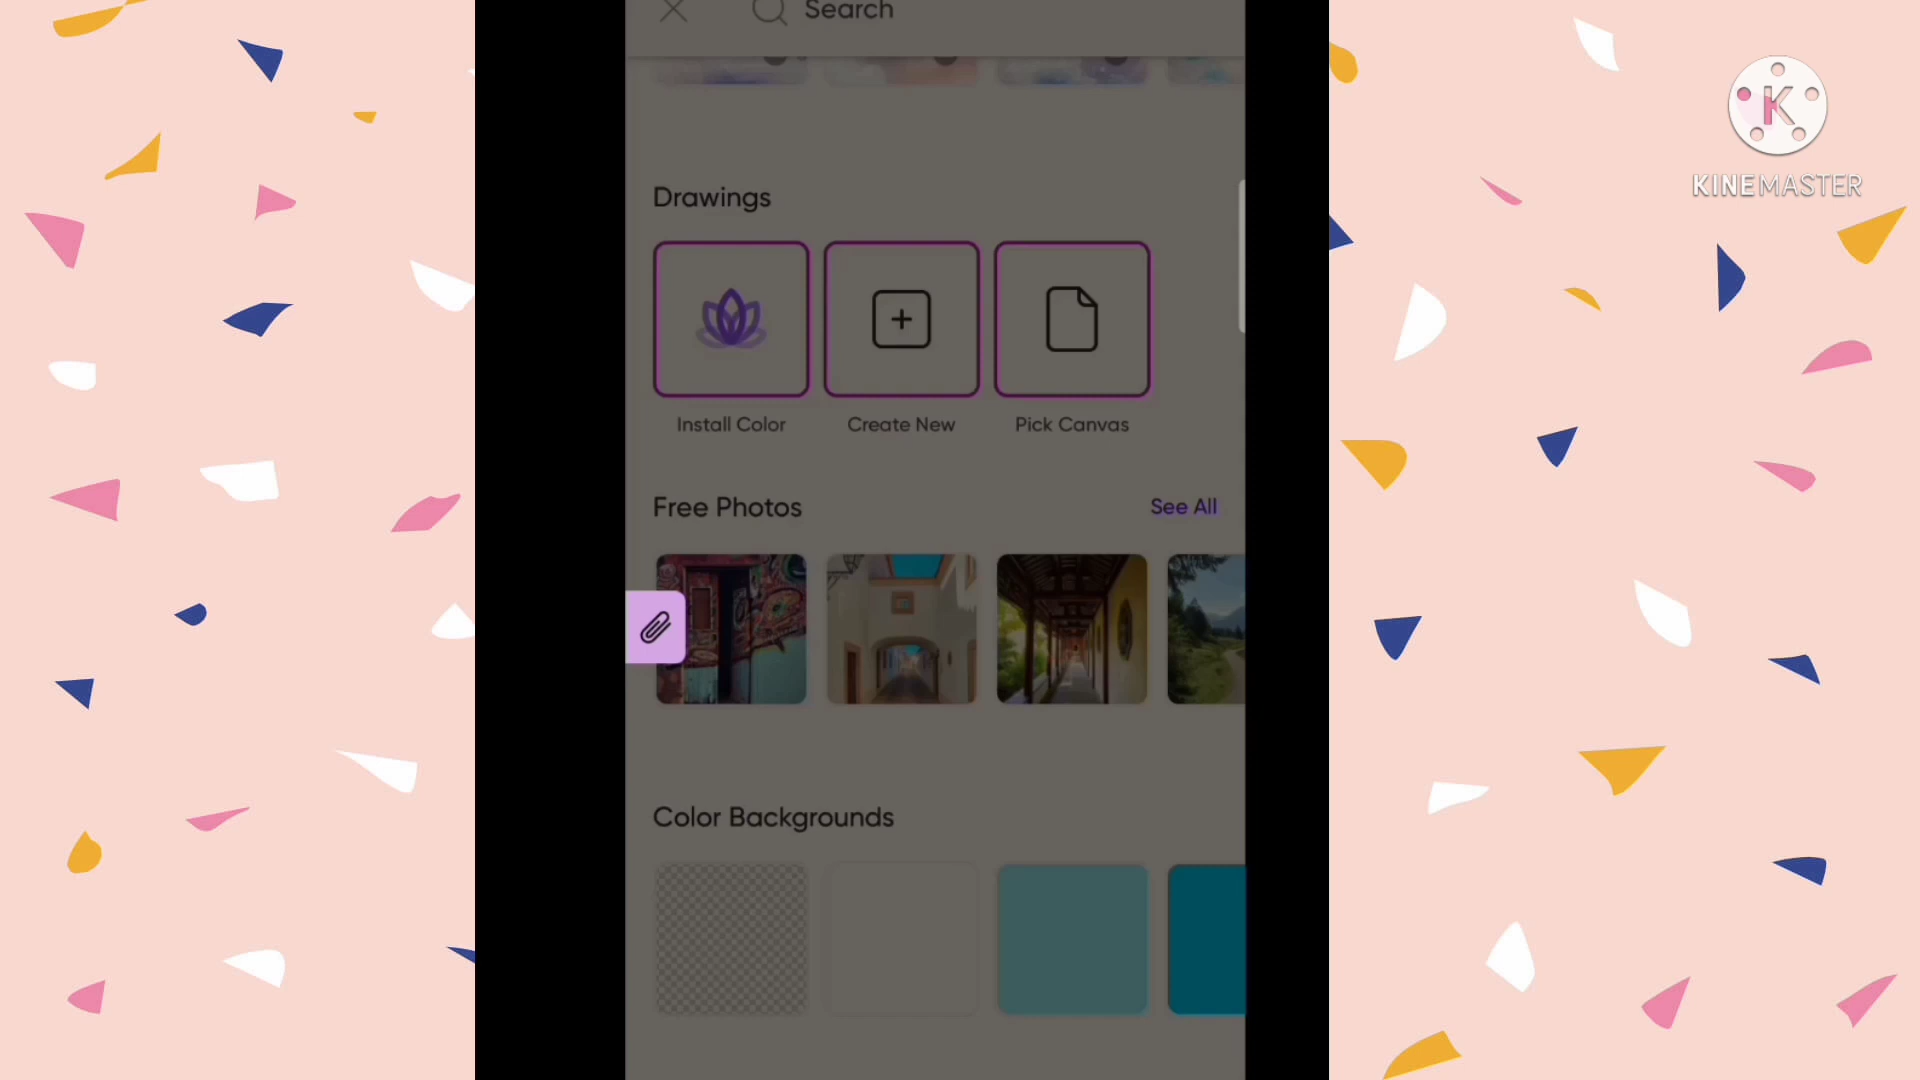 Search
KINEMASTER
Drawings
Install Color
Create New
Pick Canvas
Free Photos
See All
Color Backgrounds